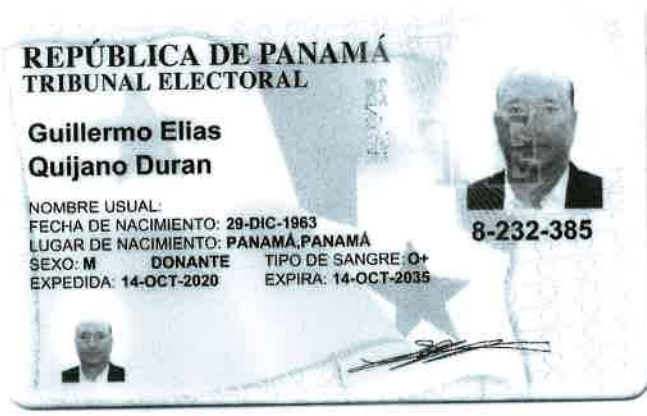 REPÚBLICA DE PANAMÁ
TRIBUNAL ELECTORAL
Guillermo Elias
Quijano Duran
NOMBRE USUAL:
FECHA DE NACIMIENTO: 29-DIC-1963
LUGAR DE NACIMIENTO: PANAMÁ,PANAMÁ
SEXO: M DONANTE TIPO DE SANGRE: O+
EXPEDIDA: 14-OCT-2020 EXPIRA: 14-OCT-2035
8-232-385